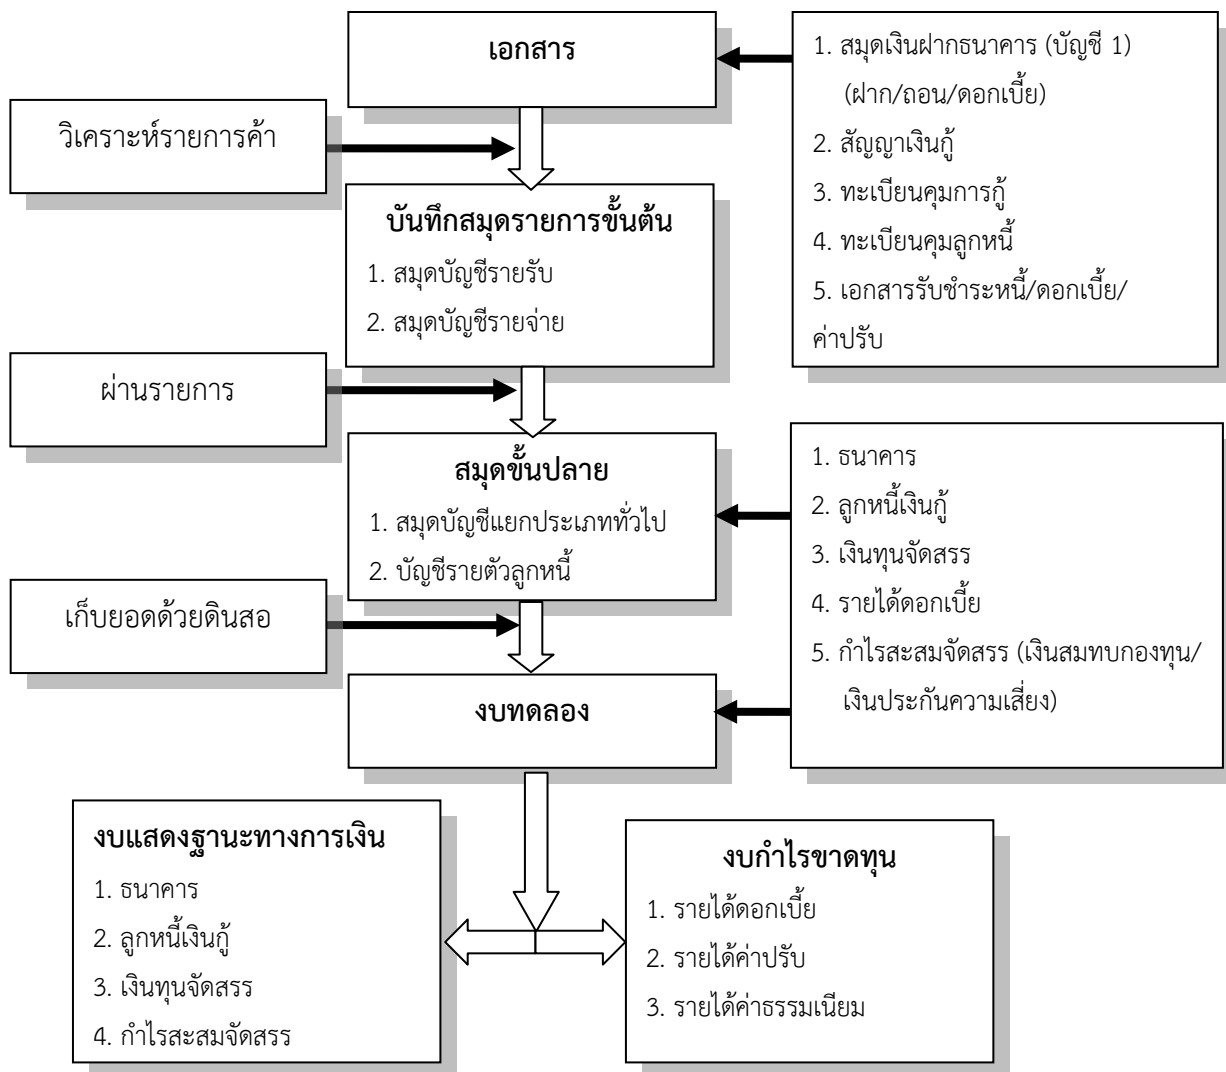 เอกสาร
1. สมุดเงินฝากธนาคาร (บัญชี 1)
(ฝาก/ถอน/ดอกเบี้ย)
2. สัญญาเงินกู้
3. ทะเบียนคุมการกู้
4. ทะเบียนคุมลูกหนี้
5. เอกสารรับชำระหนี้/ดอกเบี้ย/
ค่าปรับ
วิเคราะห์รายการค้า
บันทึกสมุดรายการขั้นต้น
1. สมุดบัญชีรายรับ
2. สมุดบัญชีรายจ่าย
ผ่านรายการ
สมุดขั้นปลาย
1. สมุดบัญชีแยกประเภททั่วไป
2. บัญชีรายตัวลูกหนี้
1. ธนาคาร
2. ลูกหนี้เงินกู้
3. เงินทุนจัดสรร
4. รายได้ดอกเบี้ย
5. กำไรสะสมจัดสรร (เงินสมทบกองทุน/
เงินประกันความเสี่ยง)
เก็บยอดด้วยดินสอ
งบทดลอง
งบแสดงฐานะทางการเงิน
1. ธนาคาร
2. ลูกหนี้เงินกู้
3. เงินทุนจัดสรร
4. กำไรสะสมจัดสรร
งบกำไรขาดทุน
1. รายได้ดอกเบี้ย
2. รายได้ค่าปรับ
3. รายได้ค่าธรรมเนียม